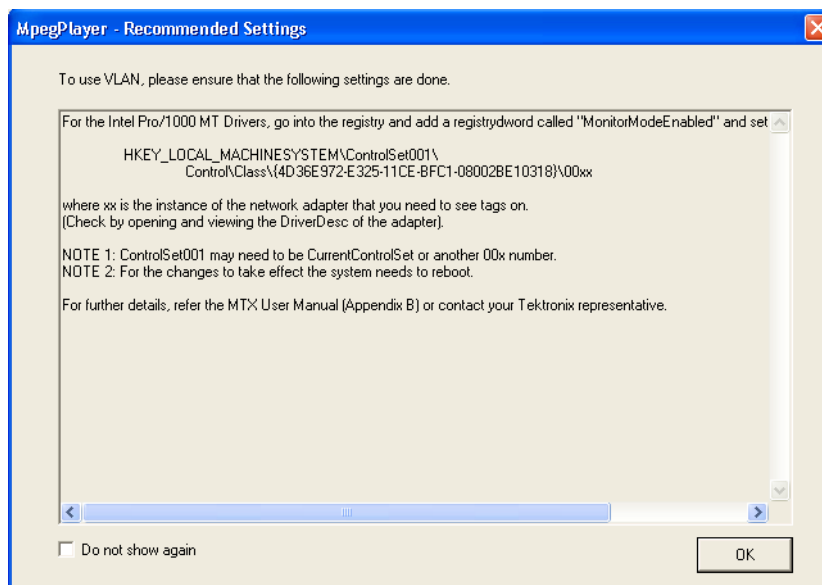 MpegPlayer - Recommended Settings
To use VLAN, please ensure that the following settings are done.
For the Intel Pro/1000 MT Drivers, go into the registry and add a registrydword called "MonitorModeEnabled" and set
HKEY_LOCAL_MACHINESYSTEM\ControlSet001\
Control\Class\{4D36E972-E325-11CE-BFC1-08002BE10318}\00xx
where xx is the instance of the network adapter that you need to see tags on.
(Check by opening and viewing the DriverDesc of the adapter).
NOTE 1: ControlSet001 may need to be CurrentControlSet or another 00x number.
NOTE 2: For the changes to take effect the system needs to reboot.
For further details, refer the MTX User Manual (Appendix B) or contact your Tektronix representative.
Do not show again
OK